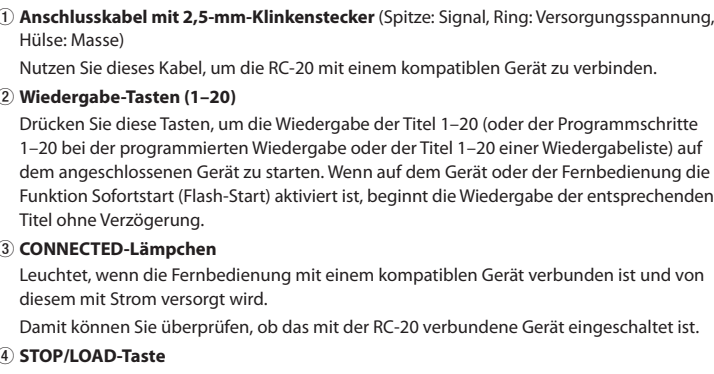 ① Anschlusskabel mit 2,5-mm-Klinkenstecker (Spitze: Signal, Ring: Versorgungsspannung,
Hülse: Masse)
Nutzen Sie dieses Kabel, um die RC-20 mit einem kompatiblen Gerät zu verbinden.
② Wiedergabe-Tasten (1–20)
Drücken Sie diese Tasten, um die Wiedergabe der Titel 1–20 (oder der Programmschritte
1–20 bei der programmierten Wiedergabe oder der Titel 1–20 einer Wiedergabeliste) auf
dem angeschlossenen Gerät zu starten. Wenn auf dem Gerät oder der Fernbedienung die
Funktion Sofortstart (Flash-Start) aktiviert ist, beginnt die Wiedergabe der entsprechenden
Titel ohne Verzögerung.
③ CONNECTED-Lämpchen
Leuchtet, wenn die Fernbedienung mit einem kompatiblen Gerät verbunden ist und von
diesem mit Strom versorgt wird.
Damit können Sie überprüfen, ob das mit der RC-20 verbundene Gerät eingeschaltet ist.
④ STOP/LOAD-Taste